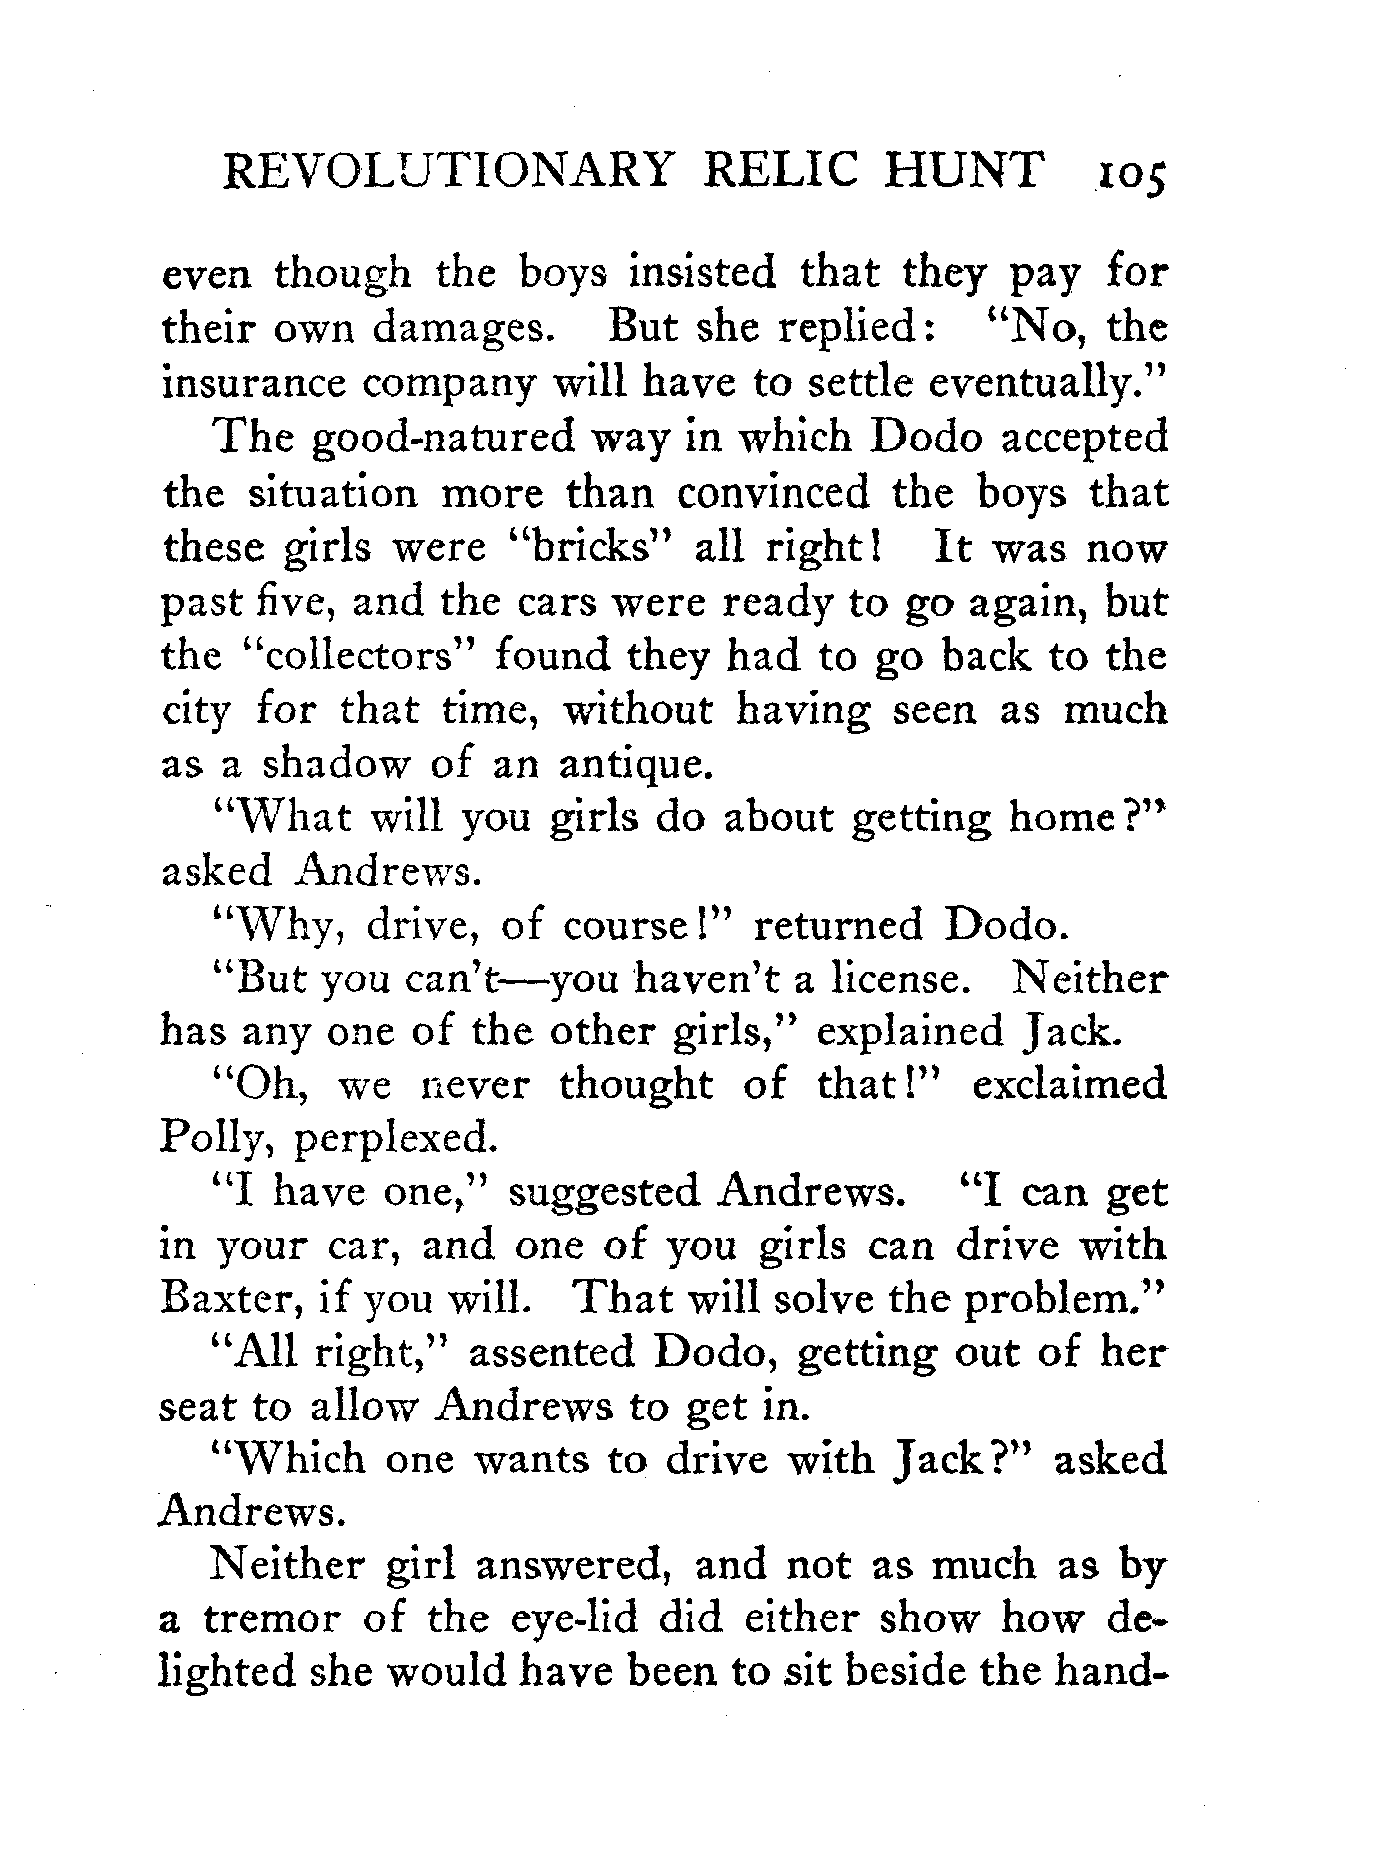 REVOLUTIONARY RELIC HUNT 105
even though the boys insisted that they pay for
their own damages. But she replied: "No, the
insurance company will have to settle eventually."
The good-natured way in which Dodo accepted
the situation more than convinced the boys that
these girls were "bricks" all right! It was now
past five, and the cars were ready to go again, but
the "collectors" found they had to go back to the
city for that time, without having seen as much
as a shadow of an antique.
"What will you girls do about getting home?"
asked Andrews.
"Why, drive, of course!" returned Dodo.
"But you can't—you haven't a license. Neither
has any one of the other girls," explained Jack.
"Oh, we never thought of that!" exclaimed
Polly, perplexed.
"I have one," suggested Andrews. "I can get
in your car, and one of you girls can drive with
Baxter, if you will. That will solve the problem."
"All right," assented Dodo, getting out of her
seat to allow Andrews to get in.
"Which one wants to drive with Jack?" asked
Andrews.
Neither girl answered, and not as much as by
a tremor of the eye-lid did either show how de-
lighted she would have been to sit beside the hand-